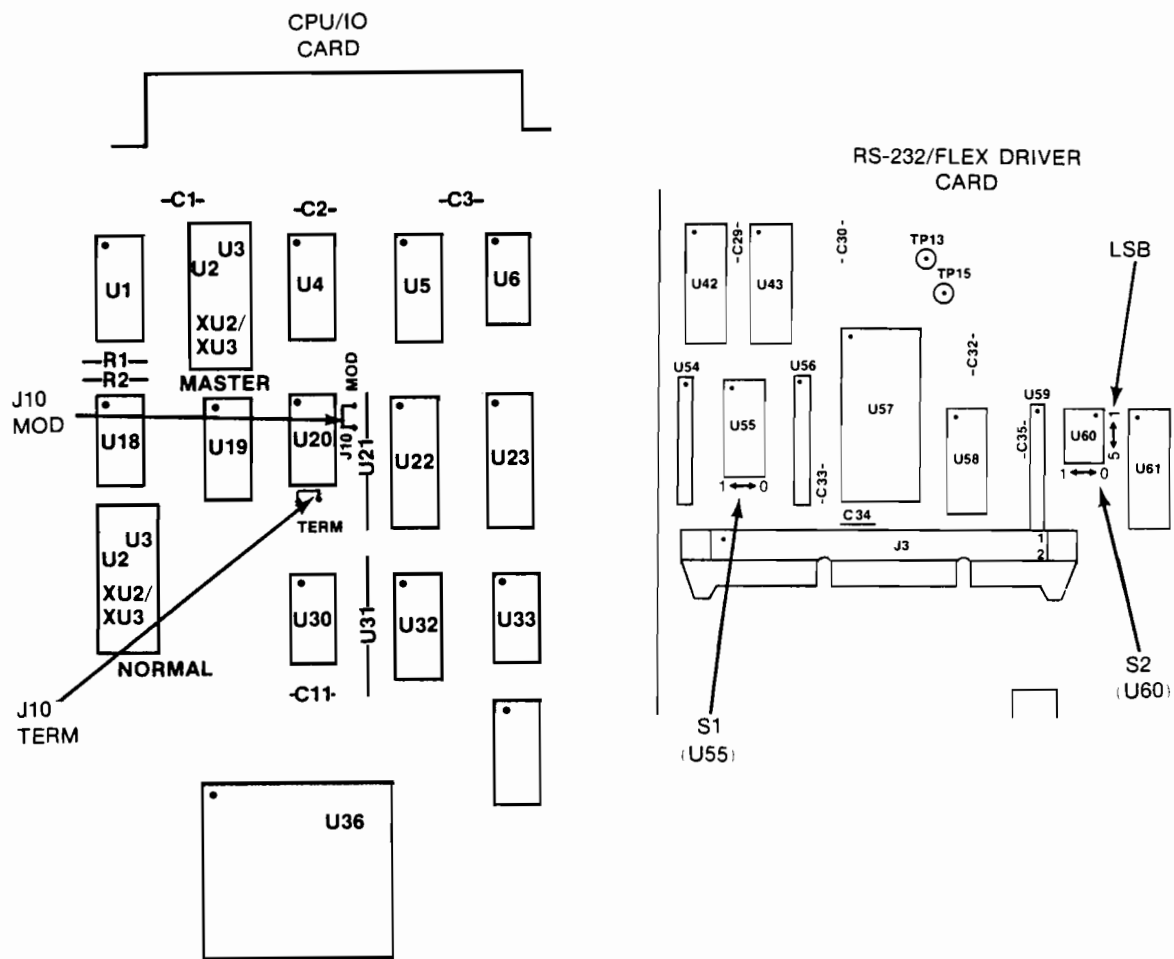 CPU/IO
CARD
-C1-
-C2-
-C3-
U1
U3
U2
XU2/
XU3
MASTER
U4
U5
U6
R1
R2
J10
MOD
U18
U19
U20
MOD
J10
U21
U22
U23
TERM
U3
U2
XU2/
XU3
NORMAL
U30
U31
U32
U33
-C11-
J10
TERM
U36
RS-232/FLEX DRIVER
CARD
U42
-C29-
U43
-C30-
TP13
TP15
LSB
-C32-
U54
U55
1 0
U56
-C33-
U57
C34
U58
-C35-
U59
U60
1
5
1 0
U61
J3
1
2
S1
(U55)
S2
(U60)